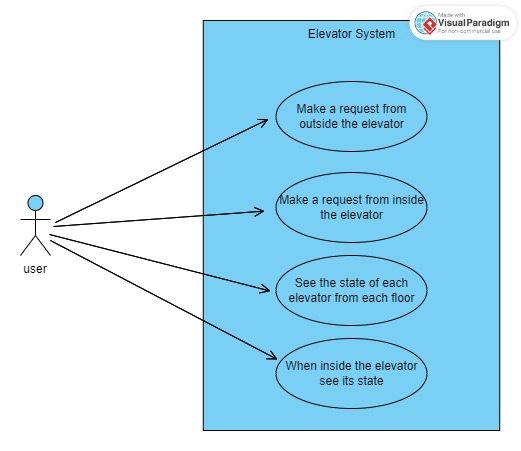 Made with
Visual Paradigm
For non-commercial use
Elevator System
Make a request from
outside the elevator
Make a request from inside
the elevator
user
See the state of each
elevator from each floor
When inside the elevator
see its state